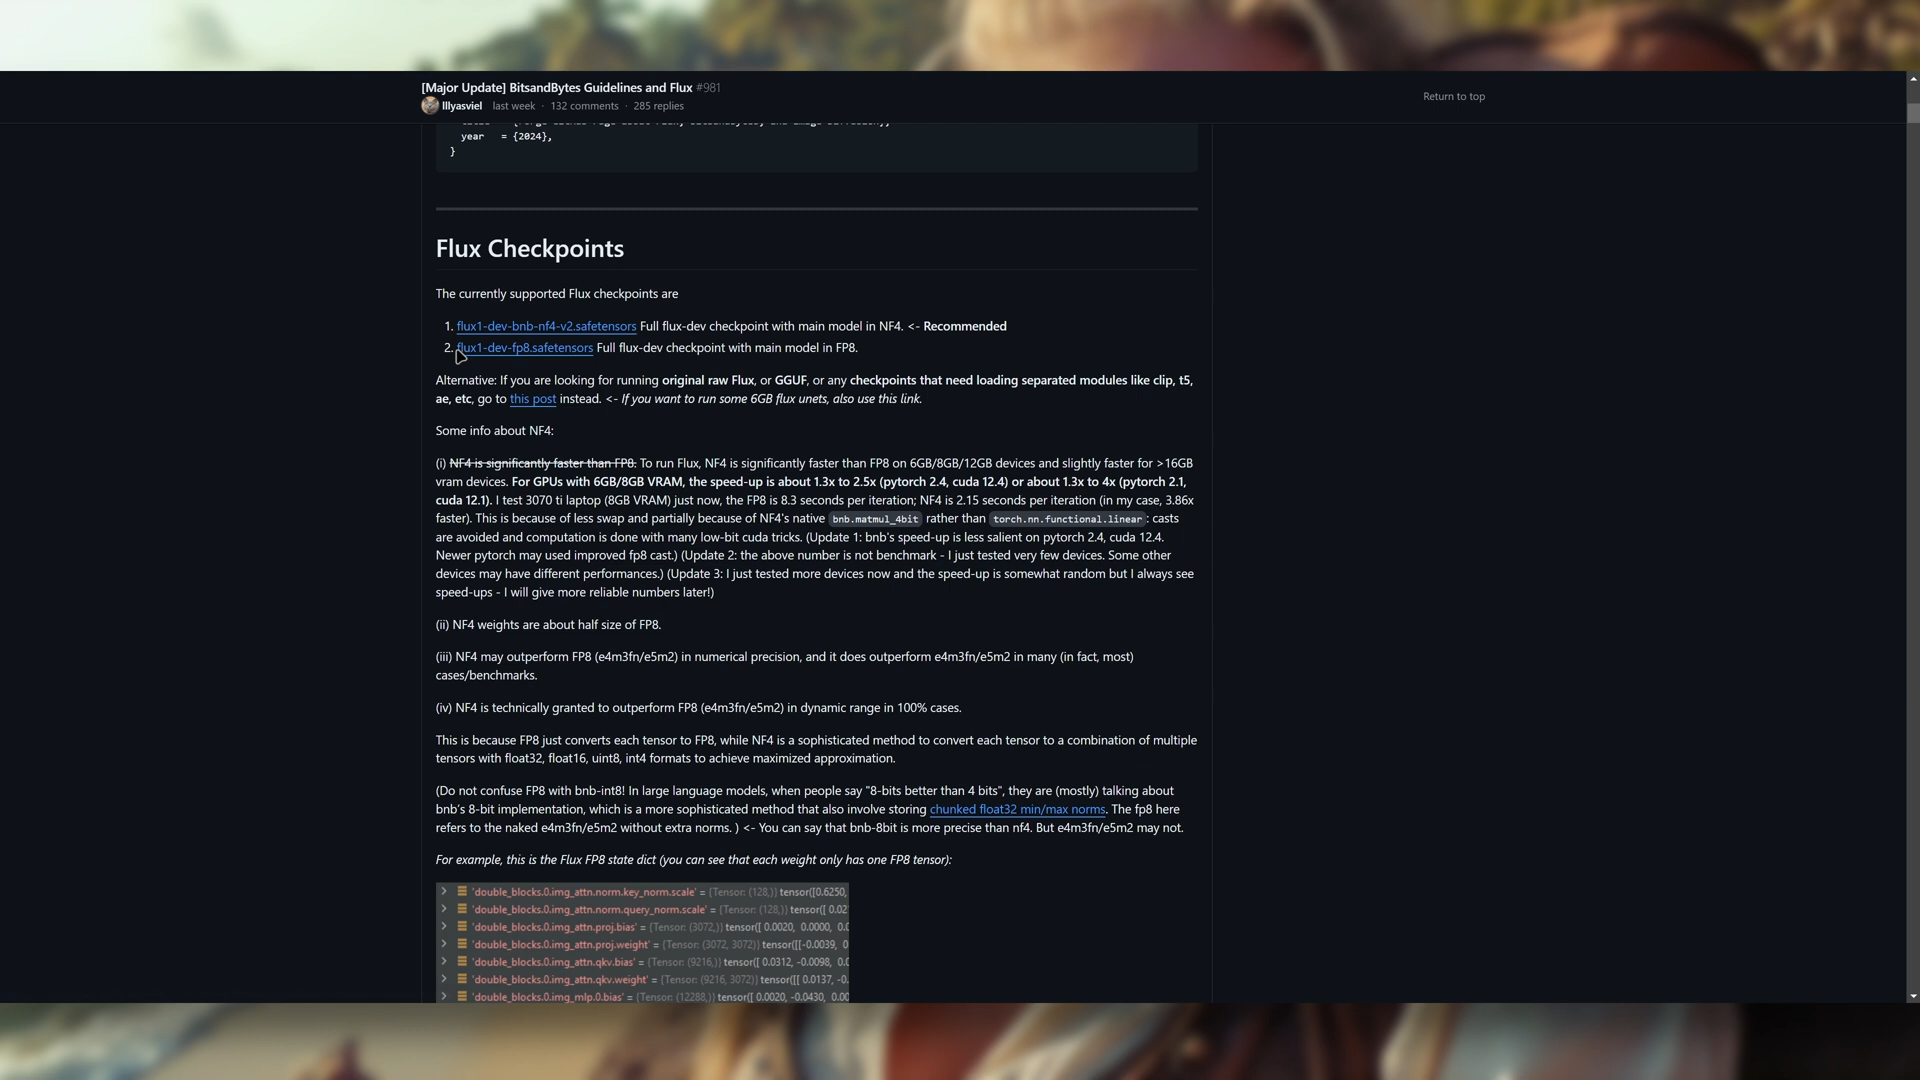 [Major Update] BitsandBytes Guidelines and Flux #981
lllyasviel last week · 132 comments · 285 replies
Return to top
year = {2024},
}
Flux Checkpoints
The currently supported Flux checkpoints are
1. flux1-dev-bnb-nf4-v2.safetensors Full flux-dev checkpoint with main model in NF4. <- Recommended
2. flux1-dev-fp8.safetensors Full flux-dev checkpoint with main model in FP8.
Alternative: If you are looking for running original raw Flux, or GGUF, or any checkpoints that need loading separated modules like clip, t5,
ae, etc, go to this post instead. <- If you want to run some 6GB flux unets, also use this link.
Some info about NF4:
(i) NF4 is significantly faster than FP8. To run Flux, NF4 is significantly faster than FP8 on 6GB/8GB/12GB devices and slightly faster for >16GB
vram devices. For GPUs with 6GB/8GB VRAM, the speed-up is about 1.3x to 2.5x (pytorch 2.4, cuda 12.4) or about 1.3x to 4x (pytorch 2.1,
cuda 12.1). I test 3070 ti laptop (8GB VRAM) just now, the FP8 is 8.3 seconds per iteration; NF4 is 2.15 seconds per iteration (in my case, 3.86x
faster). This is because of less swap and partially because of NF4's native bnb.matmul_4bit rather than torch.nn.functional.linear: casts
are avoided and computation is done with many low-bit cuda tricks. (Update 1: bnb's speed-up is less salient on pytorch 2.4, cuda 12.4.
Newer pytorch may used improved fp8 cast.) (Update 2: the above number is not benchmark - I just tested very few devices. Some other
devices may have different performances.) (Update 3: I just tested more devices now and the speed-up is somewhat random but I always see
speed-ups - I will give more reliable numbers later!)
(ii) NF4 weights are about half size of FP8.
(iii) NF4 may outperform FP8 (e4m3fn/e5m2) in numerical precision, and it does outperform e4m3fn/e5m2 in many (in fact, most)
cases/benchmarks.
(iv) NF4 is technically granted to outperform FP8 (e4m3fn/e5m2) in dynamic range in 100% cases.
This is because FP8 just converts each tensor to FP8, while NF4 is a sophisticated method to convert each tensor to a combination of multiple
tensors with float32, float16, uint8, int4 formats to achieve maximized approximation.
(Do not confuse FP8 with bnb-int8! In large language models, when people say "8-bits better than 4 bits", they are (mostly) talking about
bnb's 8-bit implementation, which is a more sophisticated method that also involve storing chunked float32 min/max norms. The fp8 here
refers to the naked e4m3fn/e5m2 without extra norms. ) <- You can say that bnb-8bit is more precise than nf4. But e4m3fn/e5m2 may not.
For example, this is the Flux FP8 state dict (you can see that each weight only has one FP8 tensor):
'double_blocks.0.img_attn.norm.key_norm.scale' = {Tensor: (128,)} tensor([0.6250,
'double_blocks.0.img_attn.norm.query_norm.scale' = {Tensor: (128,)} tensor([ 0.02
'double_blocks.0.img_attn.proj.bias' = {Tensor: (3072,)} tensor([ 0.0020, 0.0000, 0.0
'double_blocks.0.img_attn.proj.weight' = {Tensor: (3072, 3072)} tensor([[-0.0039, 0
'double_blocks.0.img_attn.qkv.bias' = {Tensor: (9216,)} tensor([ 0.0312, -0.0098, 0.0
'double_blocks.0.img_attn.qkv.weight' = {Tensor: (9216, 3072)} tensor([[ 0.0137, -0.
'double_blocks.0.img_mlp.0.bias' = {Tensor: (12288,)} tensor([ 0.0020, -0.0430, 0.00